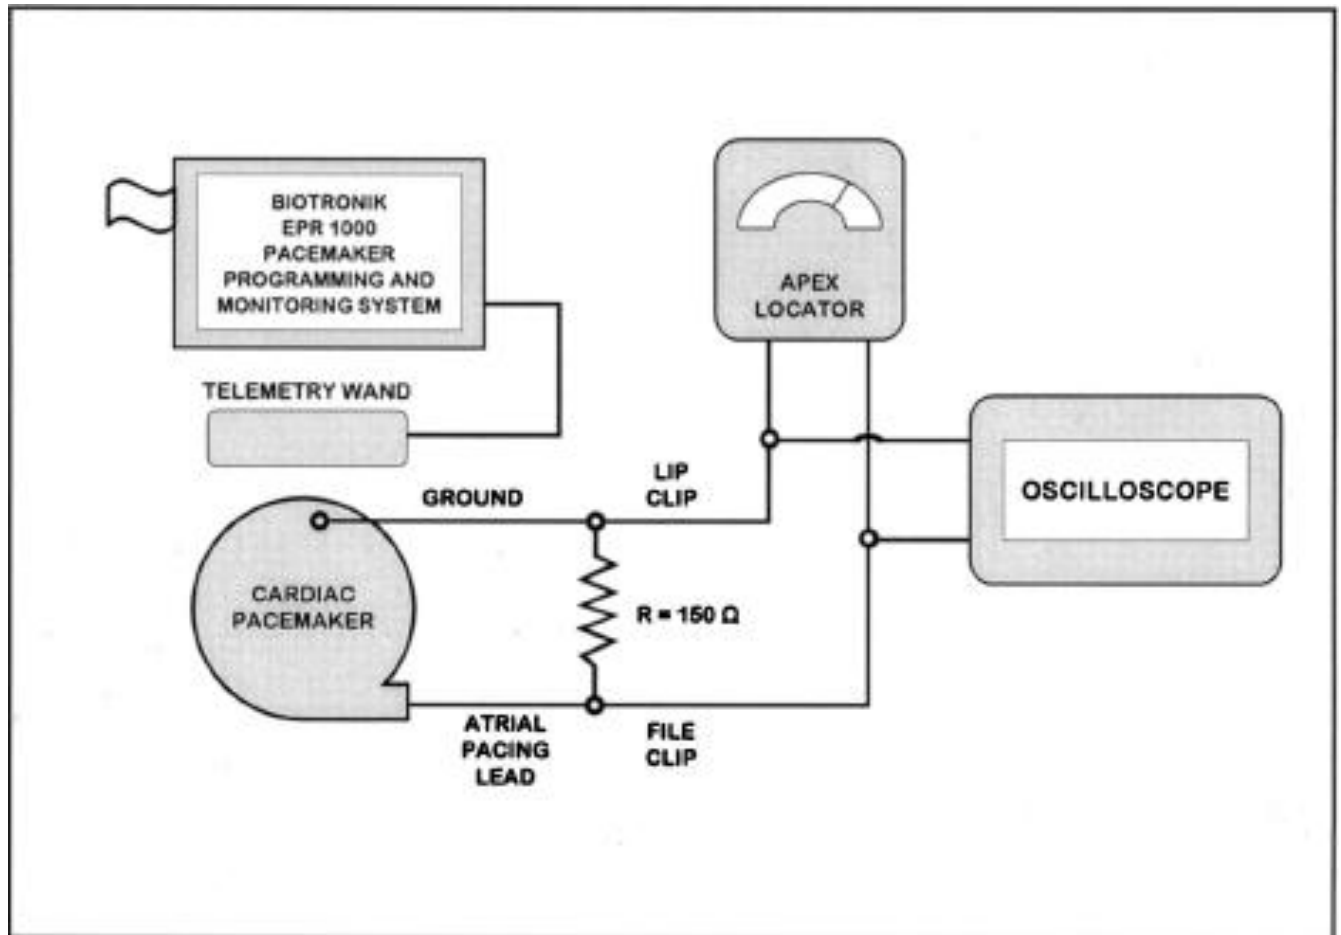 BIOTRONIK
EPR 1000
PACEMAKER
PROGRAMMING AND
MONITORING SYSTEM
TELEMETRY WAND
APEX
LOCATOR
OSCILLOSCOPE
GROUND
LIP
CLIP
CARDIAC
PACEMAKER
R = 150 Ω
ATRIAL
PACING
LEAD
FILE
CLIP